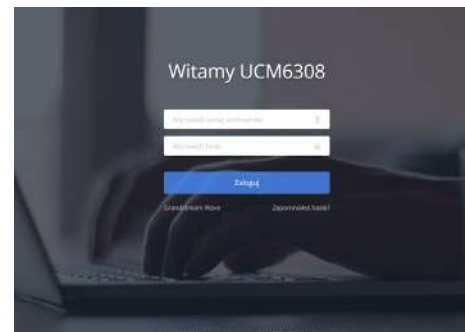 Witamy UCM6308
Wprowadź nazwę użytkownika
Wprowadź hasło
Zaloguj
Grandstream Wave
Zapomniałeś hasła?